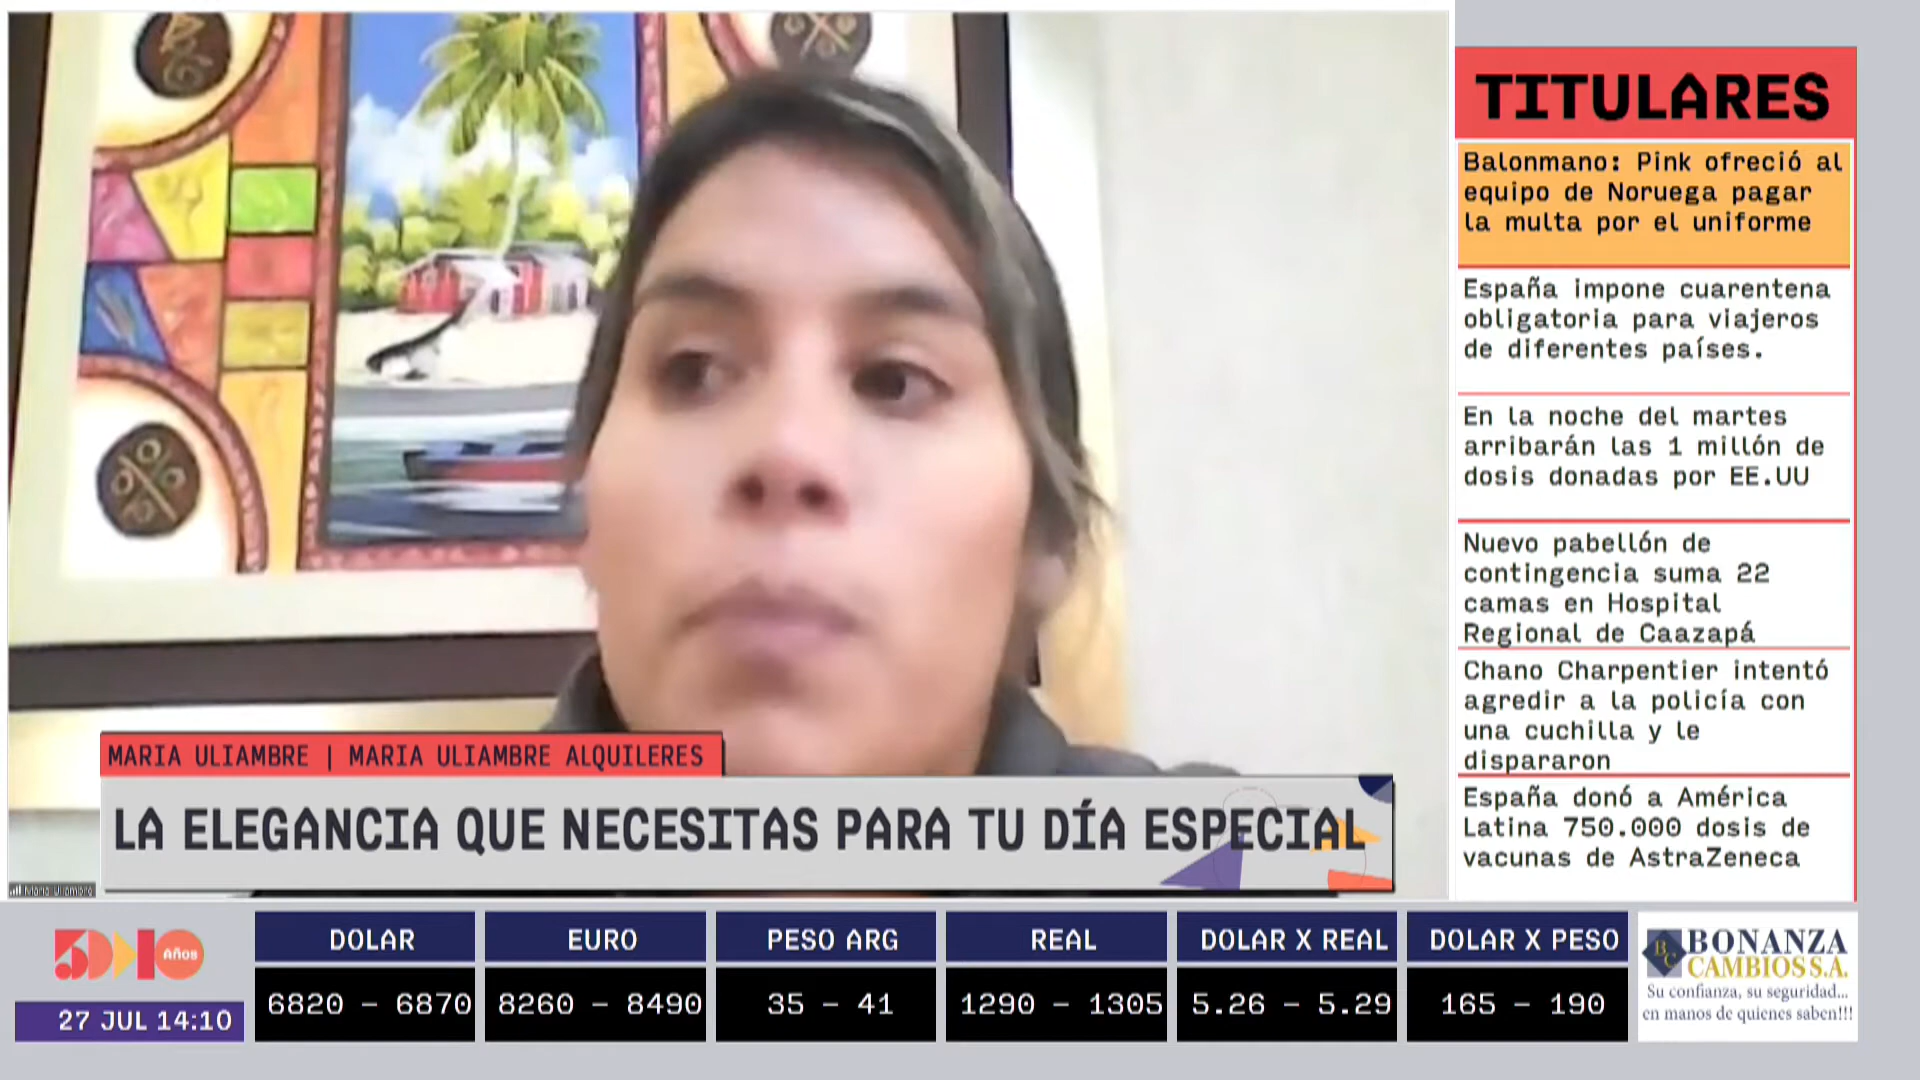 TITULARES
Balonmano: Pink ofreció al
equipo de Noruega pagar
la multa por el uniforme
España impone cuarentena
obligatoria para viajeros
de diferentes países.
En la noche del martes
arribarán las 1 millón de
dosis donadas por EE.UU
Nuevo pabellón de
contingencia suma 22
camas en Hospital
Regional de Caazapá
Chano Charpentier intentó
agredir a la policía con
una cuchilla y le
dispararon
España donó a América
Latina 750.000 dosis de
vacunas de AstraZeneca
MARIA ULIAMBRE | MARIA ULIAMBRE ALQUILERES
LA ELEGANCIA QUE NECESITAS PARA TU DÍA ESPECIAL
Maria Uliambre
Años
27 JUL 14:10
DOLAR
6820 - 6870
EURO
8260 - 8490
PESO ARG
35 - 41
REAL
1290 - 1305
DOLAR X REAL
5.26 - 5.29
DOLAR X PESO
165 - 190
BC
BONANZA
CAMBIOS S.A.
Su confianza, su seguridad...
en manos de quienes saben!!!